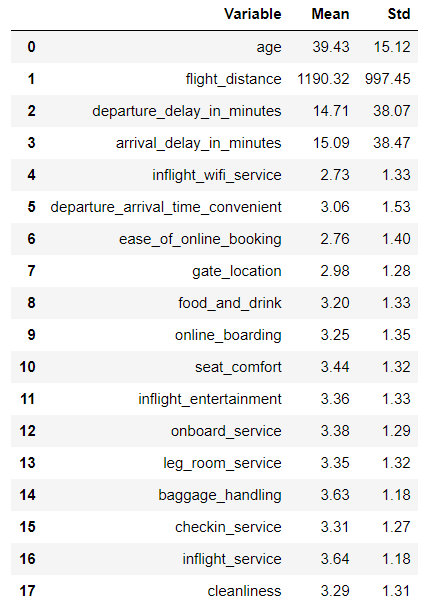 Variable Mean Std
0 age 39.43 15.12
1 flight_distance 1190.32 997.45
2 departure_delay_in_minutes 14.71 38.07
3 arrival_delay_in_minutes 15.09 38.47
4 inflight_wifi_service 2.73 1.33
5 departure_arrival_time_convenient 3.06 1.53
6 ease_of_online_booking 2.76 1.40
7 gate_location 2.98 1.28
8 food_and_drink 3.20 1.33
9 online_boarding 3.25 1.35
10 seat_comfort 3.44 1.32
11 inflight_entertainment 3.36 1.33
12 onboard_service 3.38 1.29
13 leg_room_service 3.35 1.32
14 baggage_handling 3.63 1.18
15 checkin_service 3.31 1.27
16 inflight_service 3.64 1.18
17 cleanliness 3.29 1.31